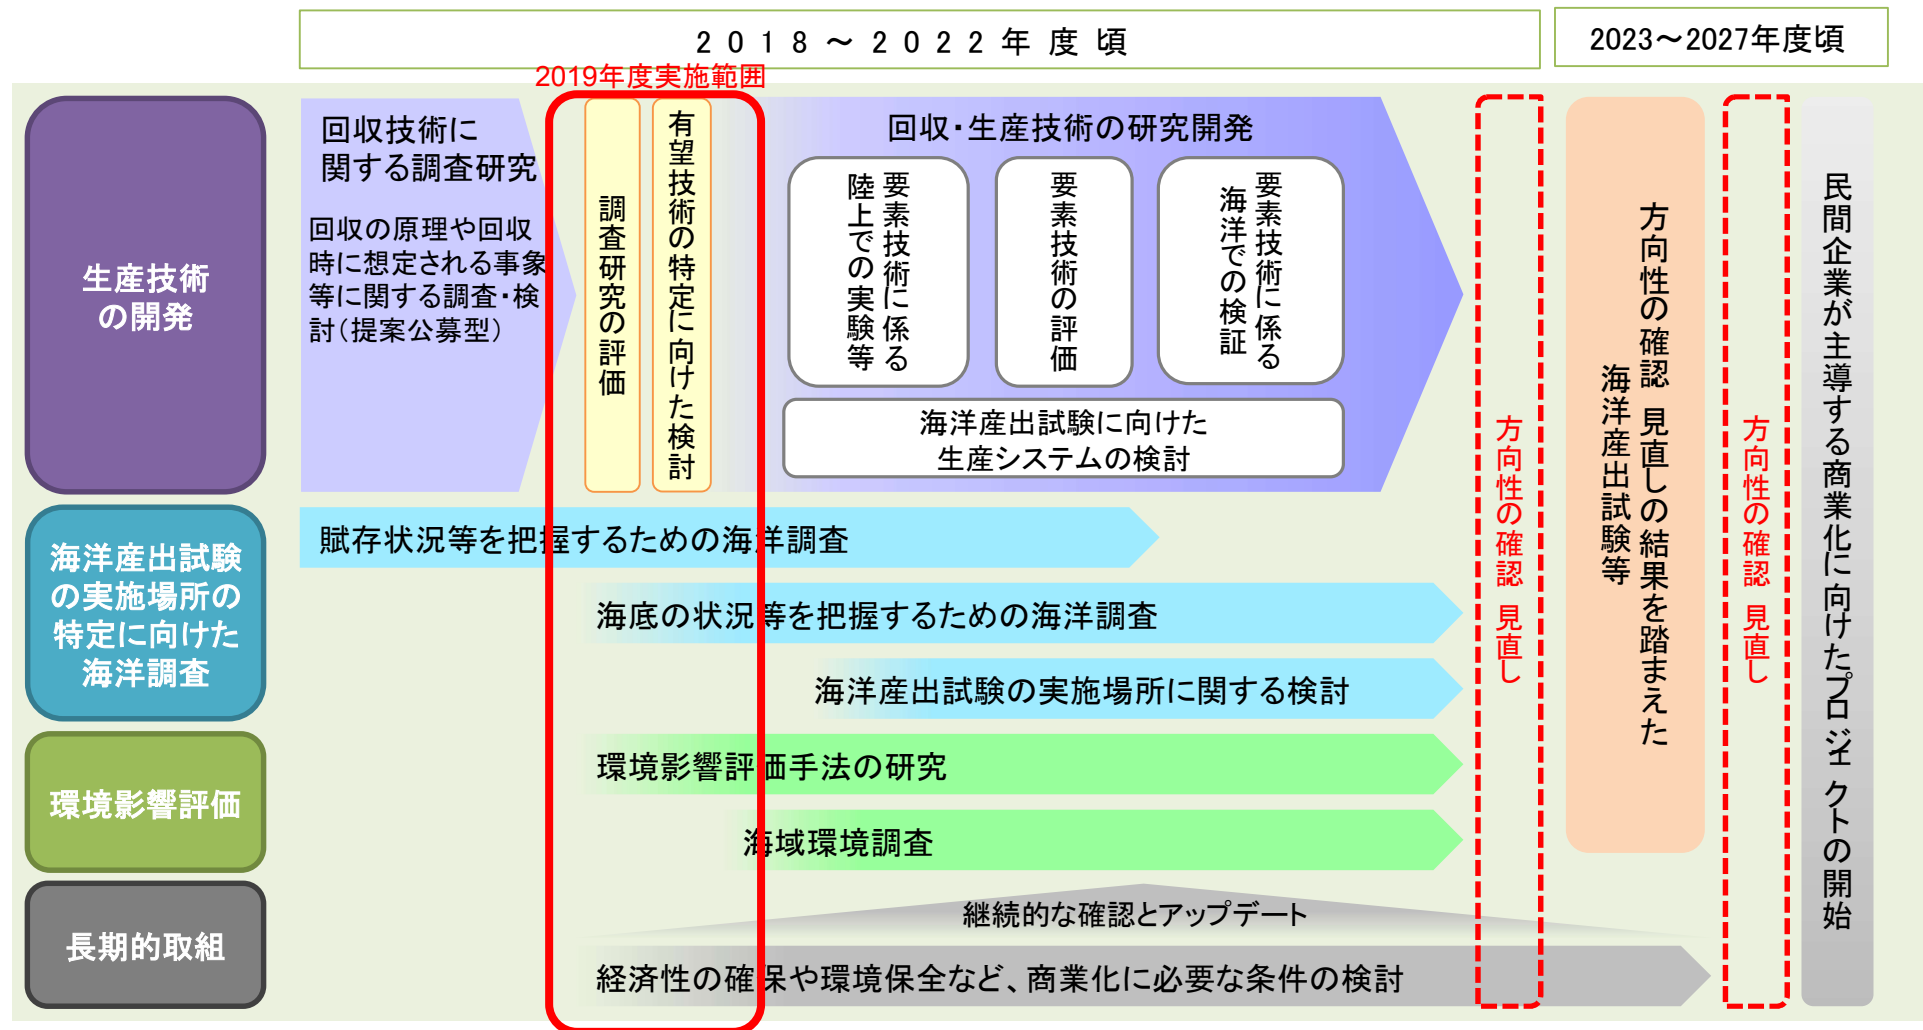 2018～2022年度頃
2023～2027年度頃
2019年度実施範囲
生産技術
の開発
回収技術に
関する調査研究
回収の原理や回収
時に想定される事象
等に関する調査・検
討（提案公募型）
調査研究の評価
有望技術の特定に向けた検討
回収・生産技術の研究開発
要素技術に係る
陸上での実験等
要素技術の評価
要素技術に係る
海洋での検証
海洋産出試験に向けた
生産システムの検討
海洋産出試験
の実施場所の
特定に向けた
海洋調査
賦存状況等を把握するための海洋調査
海底の状況等を把握するための海洋調査
海洋産出試験の実施場所に関する検討
環境影響評価
環境影響評価手法の研究
海域環境調査
長期的取組
継続的な確認とアップデート
経済性の確保や環境保全など、商業化に必要な条件の検討
方向性の確認 見直し
方向性の確認 見直しの結果を踏まえた
海洋産出試験等
方向性の確認 見直し
民間企業が主導する商業化に向けたプロジェクトの開始